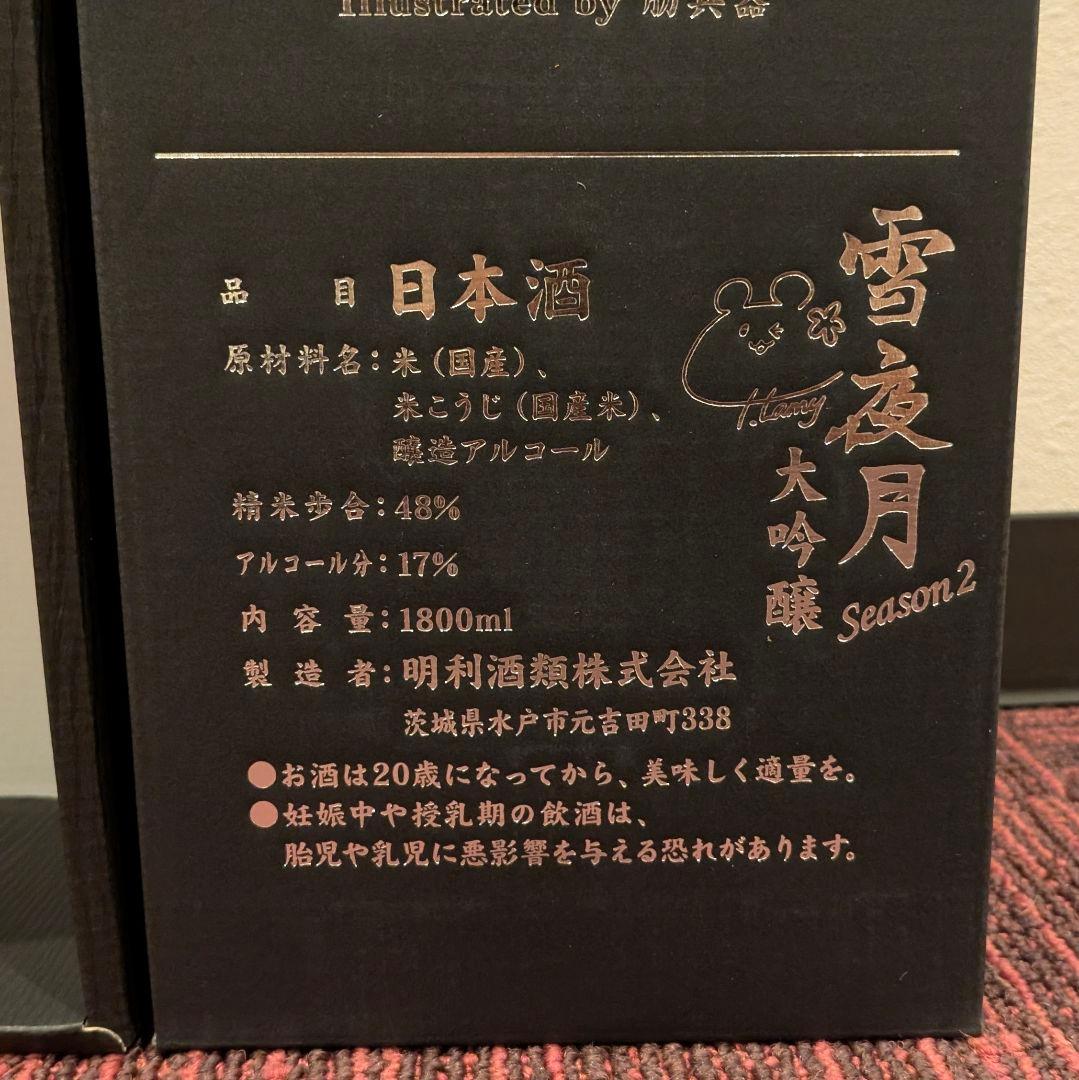 Illustrated by 朋兵器
品目 日本酒
原材料名：米（国産）、
米こうじ（国産米）、
醸造アルコール
精米歩合：48%
アルコール分：17%
内容量：1800ml
製造者：明利酒類株式会社
茨城県水戸市元吉田町338
●お酒は20歳になってから、美味しく適量を。
●妊娠中や授乳期の飲酒は、
胎児や乳児に悪影響を与える恐れがあります。
雪夜月
大吟醸
Season2